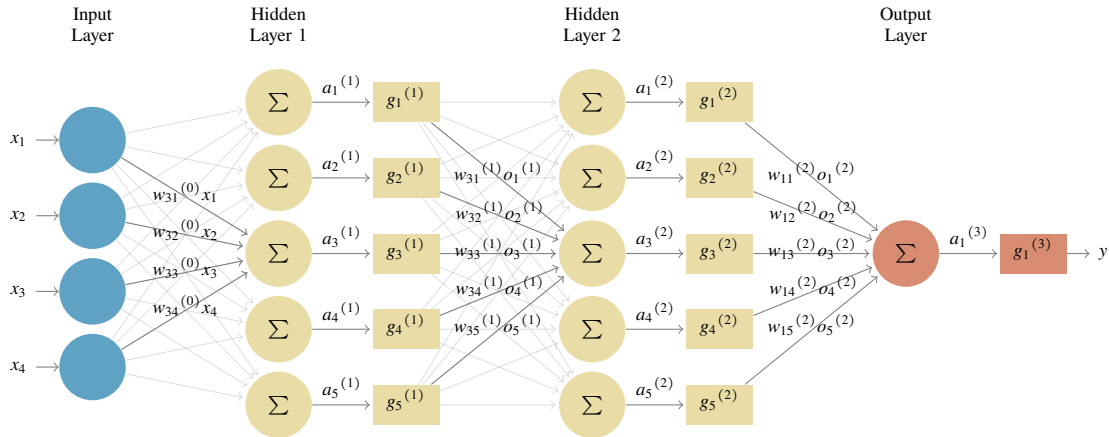 Input
Layer
Hidden
Layer 1
Hidden
Layer 2
Output
Layer
x₁
x₂
x₃
x₄
w₃₁⁽⁰⁾x₁
w₃₂⁽⁰⁾x₂
w₃₃⁽⁰⁾x₃
w₃₄⁽⁰⁾x₄
∑ a₁⁽¹⁾ g₁⁽¹⁾
∑ a₂⁽¹⁾ g₂⁽¹⁾
∑ a₃⁽¹⁾ g₃⁽¹⁾
∑ a₄⁽¹⁾ g₄⁽¹⁾
∑ a₅⁽¹⁾ g₅⁽¹⁾
w₃₁⁽¹⁾o₁⁽¹⁾
w₃₂⁽¹⁾o₂⁽¹⁾
w₃₃⁽¹⁾o₃⁽¹⁾
w₃₄⁽¹⁾o₄⁽¹⁾
w₃₅⁽¹⁾o₅⁽¹⁾
∑ a₁⁽²⁾ g₁⁽²⁾
∑ a₂⁽²⁾ g₂⁽²⁾
∑ a₃⁽²⁾ g₃⁽²⁾
∑ a₄⁽²⁾ g₄⁽²⁾
∑ a₅⁽²⁾ g₅⁽²⁾
w₁₁⁽²⁾o₁⁽²⁾
w₁₂⁽²⁾o₂⁽²⁾
w₁₃⁽²⁾o₃⁽²⁾
w₁₄⁽²⁾o₄⁽²⁾
w₁₅⁽²⁾o₅⁽²⁾
∑ a₁⁽³⁾ g₁⁽³⁾ y